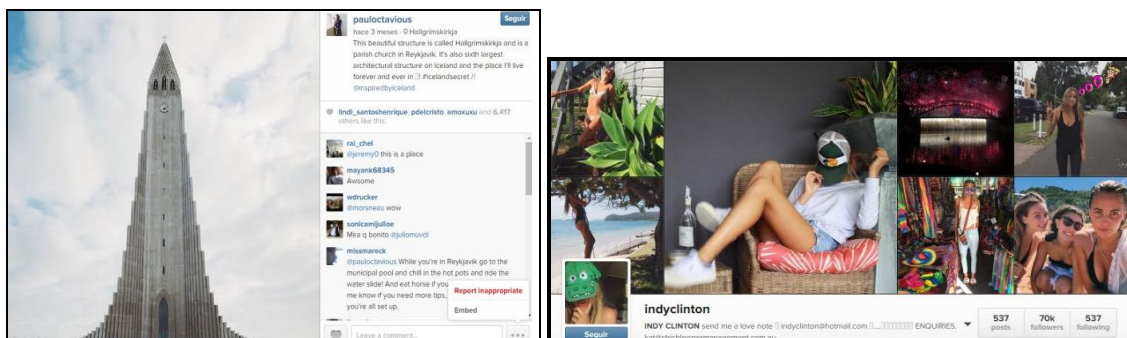 pauloctavious
Seguir
hace 3 meses · Hallgrimskirkja
This beautiful structure is called Hallgrimskirkja and is a
parish church in Reykjavik. It's also sixth largest
architectural structure on Iceland and the place I'll live
forever and ever in ! #icelandsecret //
@inspiredbyiceland
lindi_santoshenrique, pdelcristo, amoxuxu and 6,417
others like this.
rai_chel
@jeremy0 this is a place
mayank68345
Awsome
wdrucker
@morsneau wow
sonicamijulioe
Mira q bonito @juliomuvdi
missmareck
@pauloctavious While you're in Reykjavik go to the
municipal pool and chill in the hot pots and ride the
water slide! And eat horse if you
me know if you need more tips,
you're all set up.
Report inappropriate
Embed
Leave a comment...
indyclinton
INDY CLINTON send me a love note indyclinton@hotmail.com ENQUIRIES.
Seguir
537
posts
70k
followers
537
following